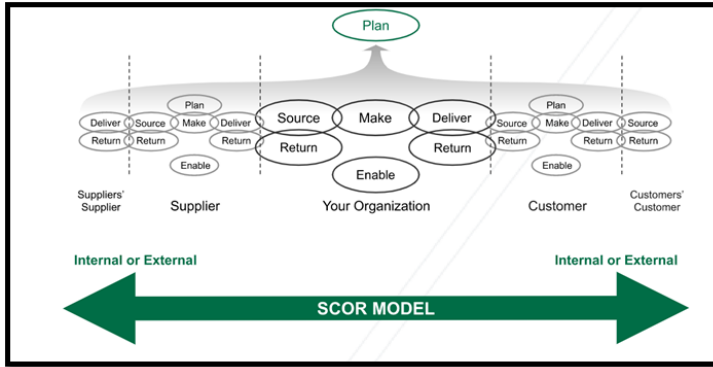 Plan
Plan
Plan
Deliver Source Make Deliver Source Make Deliver Source Make Deliver Source
Return Return Return Return Return Return Return Return
Enable Enable Enable
Suppliers'
Supplier
Supplier
Your Organization
Customer
Customers'
Customer
Internal or External
Internal or External
SCOR MODEL